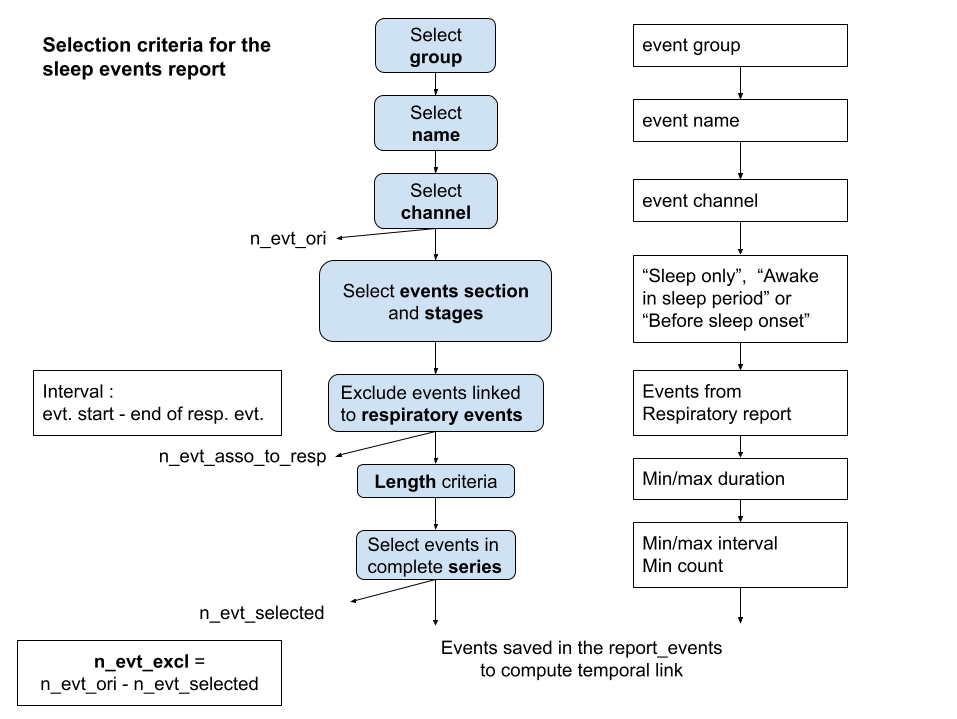 Selection criteria for the
sleep events report
Select
group
event group
Select
name
event name
Select
channel
event channel
n_evt_ori
Select events section
and stages
“Sleep only”,  “Awake
in sleep period” or
“Before sleep onset”
Interval :
evt. start - end of resp. evt.
Exclude events linked
to respiratory events
Events from
Respiratory report
n_evt_asso_to_resp
Length criteria
Min/max duration
Select events in
complete series
Min/max interval
Min count
n_evt_selected
n_evt_excl =
n_evt_ori - n_evt_selected
Events saved in the report_events
to compute temporal link